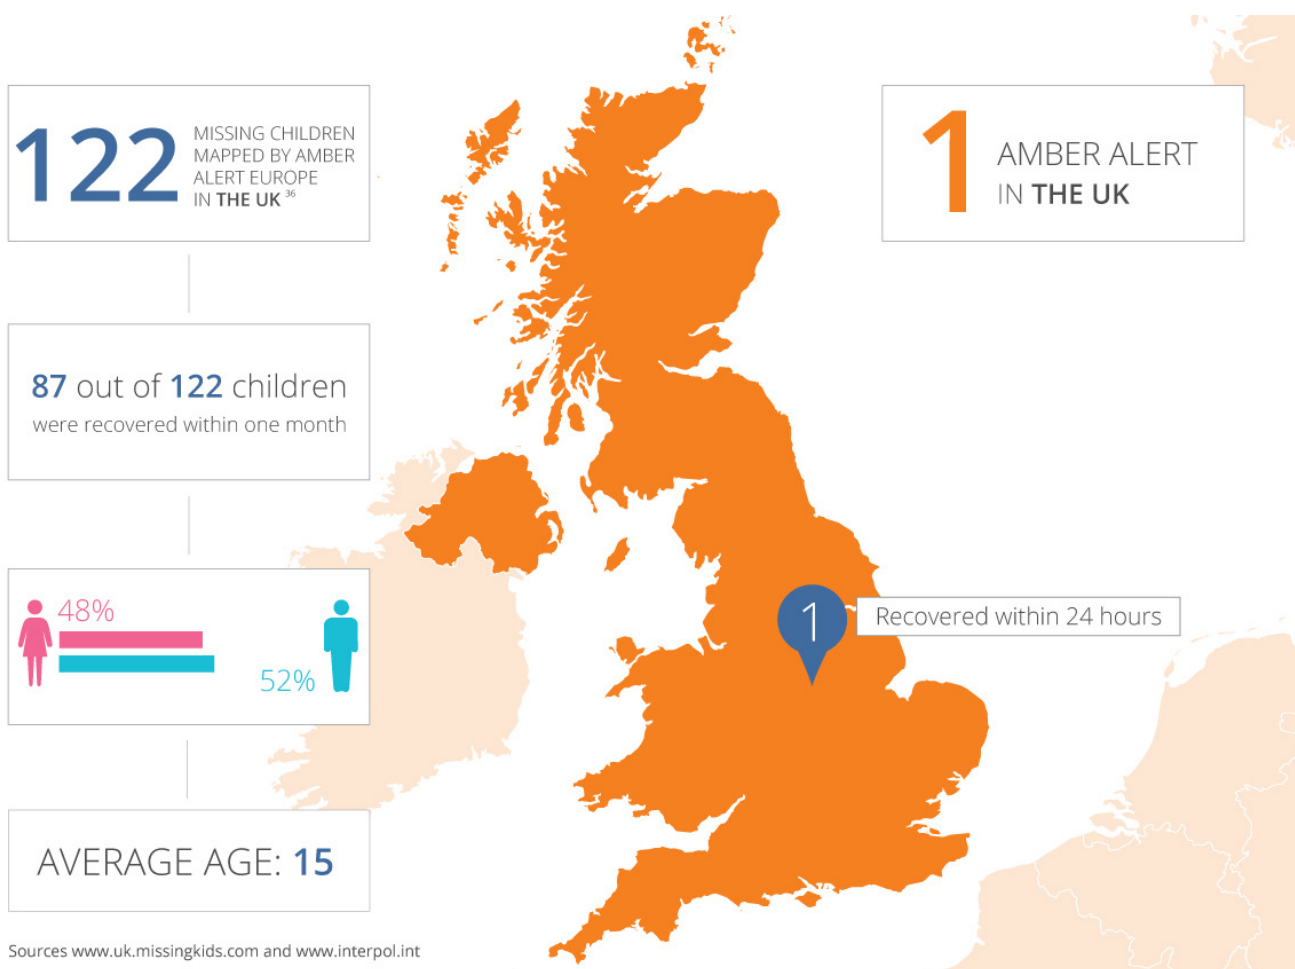 122
MISSING CHILDREN
MAPPED BY AMBER
ALERT EUROPE
IN THE UK 36
87 out of 122 children
were recovered within one month
48%
52%
AVERAGE AGE: 15
Sources www.uk.missingkids.com and www.interpol.int
1
AMBER ALERT
IN THE UK
1
Recovered within 24 hours